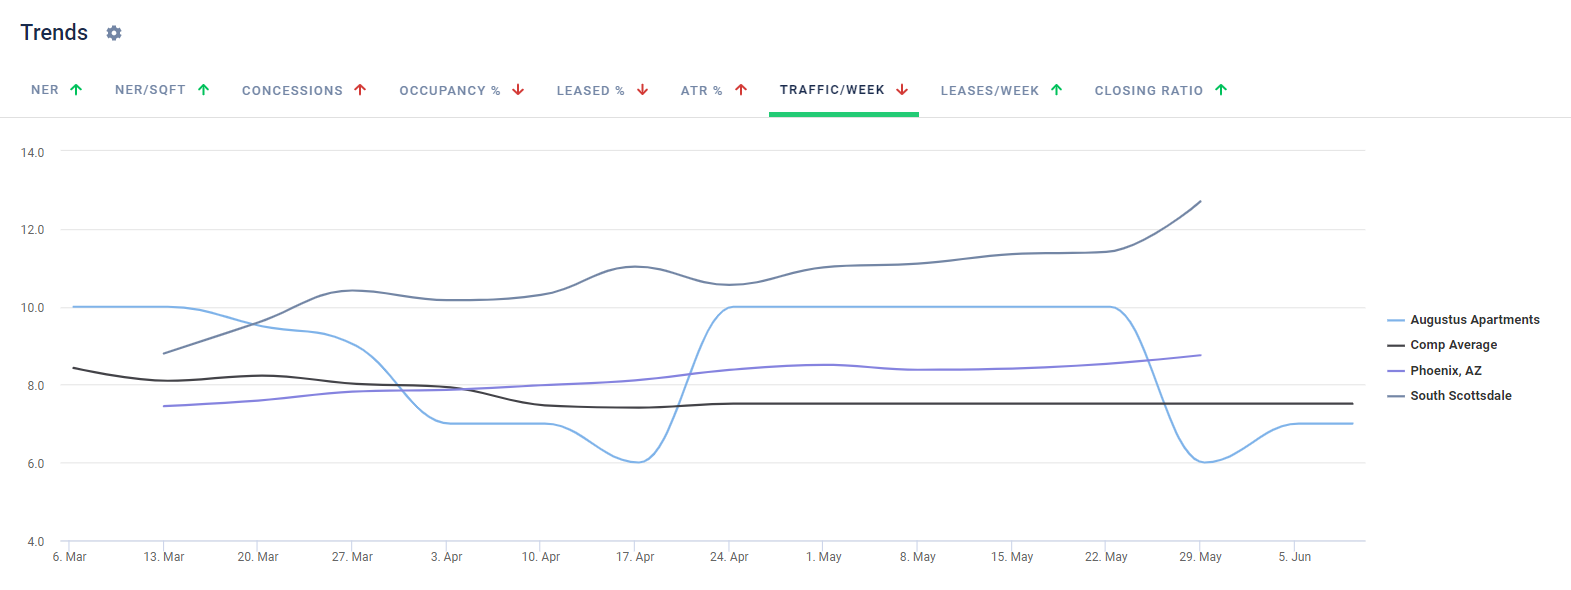 Trends
NER NER/SQFT CONCESSIONS OCCUPANCY % LEASED % ATR % TRAFFIC/WEEK LEASES/WEEK CLOSING RATIO
14.0
12.0
10.0
8.0
6.0
4.0
6. Mar 13. Mar 20. Mar 27. Mar 3. Apr 10. Apr 17. Apr 24. Apr 1. May 8. May 15. May 22. May 29. May 5. Jun
Augustus Apartments
Comp Average
Phoenix, AZ
South Scottsdale